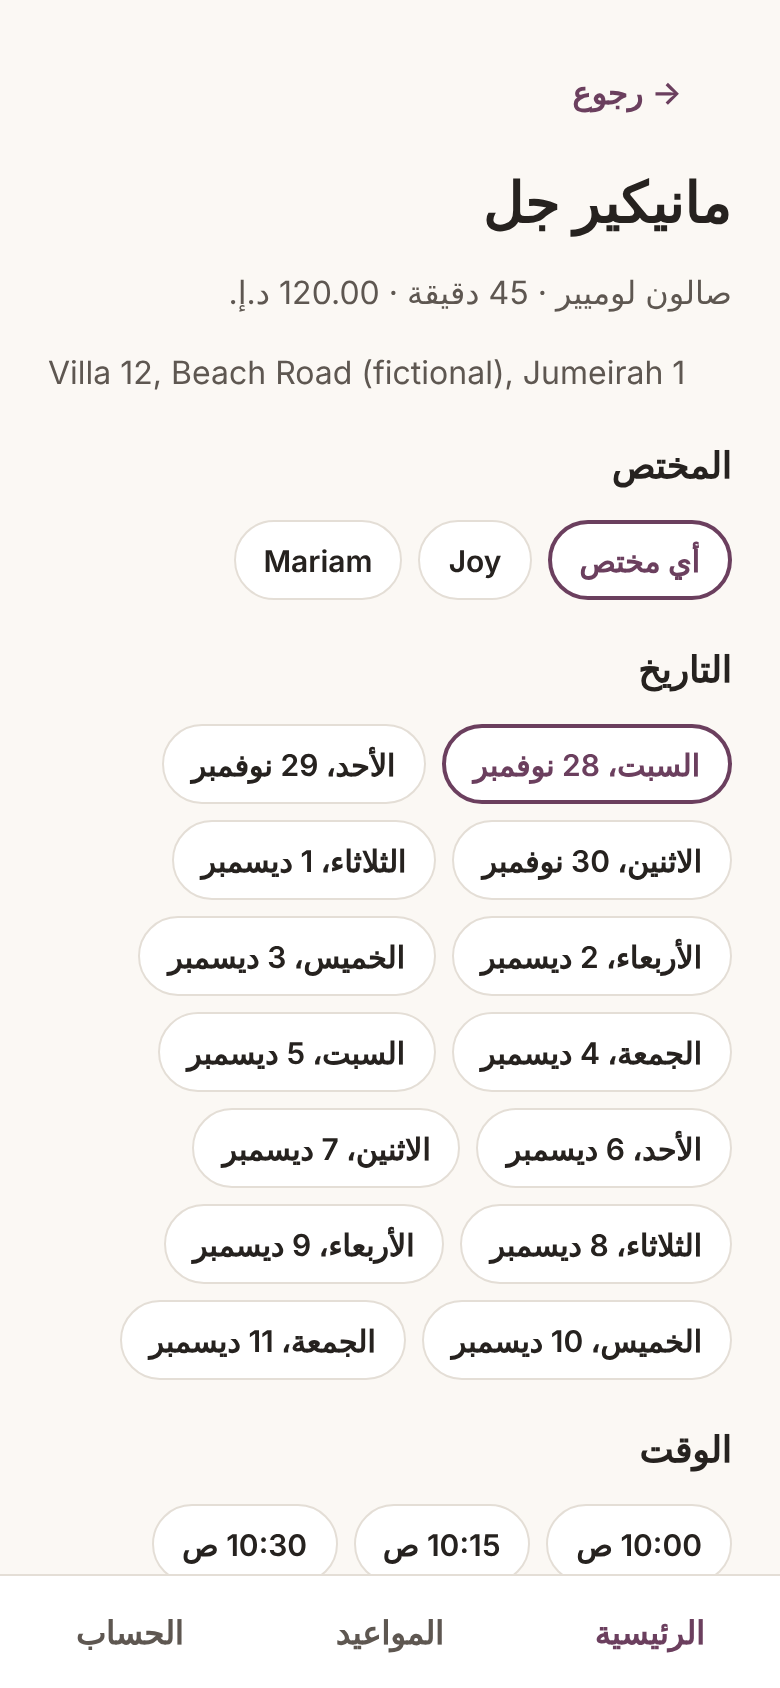 → رجوع
مانيكير جل
صالون لوميير · 45 دقيقة · 120.00 د.إ.
Villa 12, Beach Road (fictional), Jumeirah 1
المختص
أي مختص Joy Mariam
التاريخ
السبت، 28 نوفمبر الأحد، 29 نوفمبر
الاثنين، 30 نوفمبر الثلاثاء، 1 ديسمبر
الأربعاء، 2 ديسمبر الخميس، 3 ديسمبر
الجمعة، 4 ديسمبر السبت، 5 ديسمبر
الأحد، 6 ديسمبر الاثنين، 7 ديسمبر
الثلاثاء، 8 ديسمبر الأربعاء، 9 ديسمبر
الخميس، 10 ديسمبر الجمعة، 11 ديسمبر
الوقت
10:00 ص 10:15 ص 10:30 ص
الرئيسية المواعيد الحساب